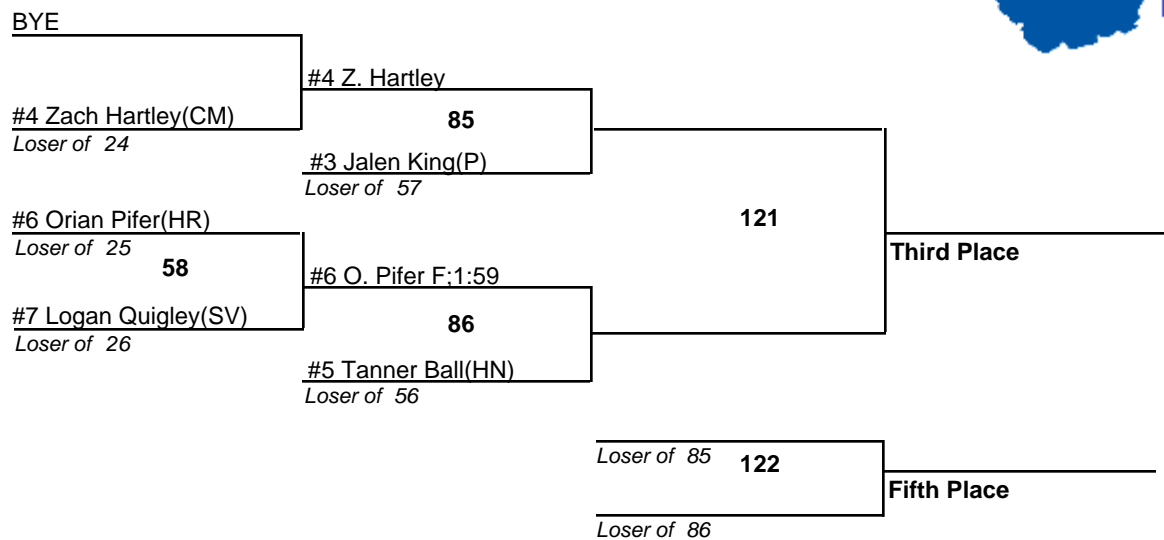 BYE
#4 Z. Hartley
#4 Zach Hartley(CM)
85
Loser of 24
#3 Jalen King(P)
Loser of 57
#6 Orian Pifer(HR)
121
Loser of 25
58
Third Place
#6 O. Pifer F;1:59
#7 Logan Quigley(SV)
86
Loser of 26
#5 Tanner Ball(HN)
Loser of 56
Loser of 85
122
Fifth Place
Loser of 86